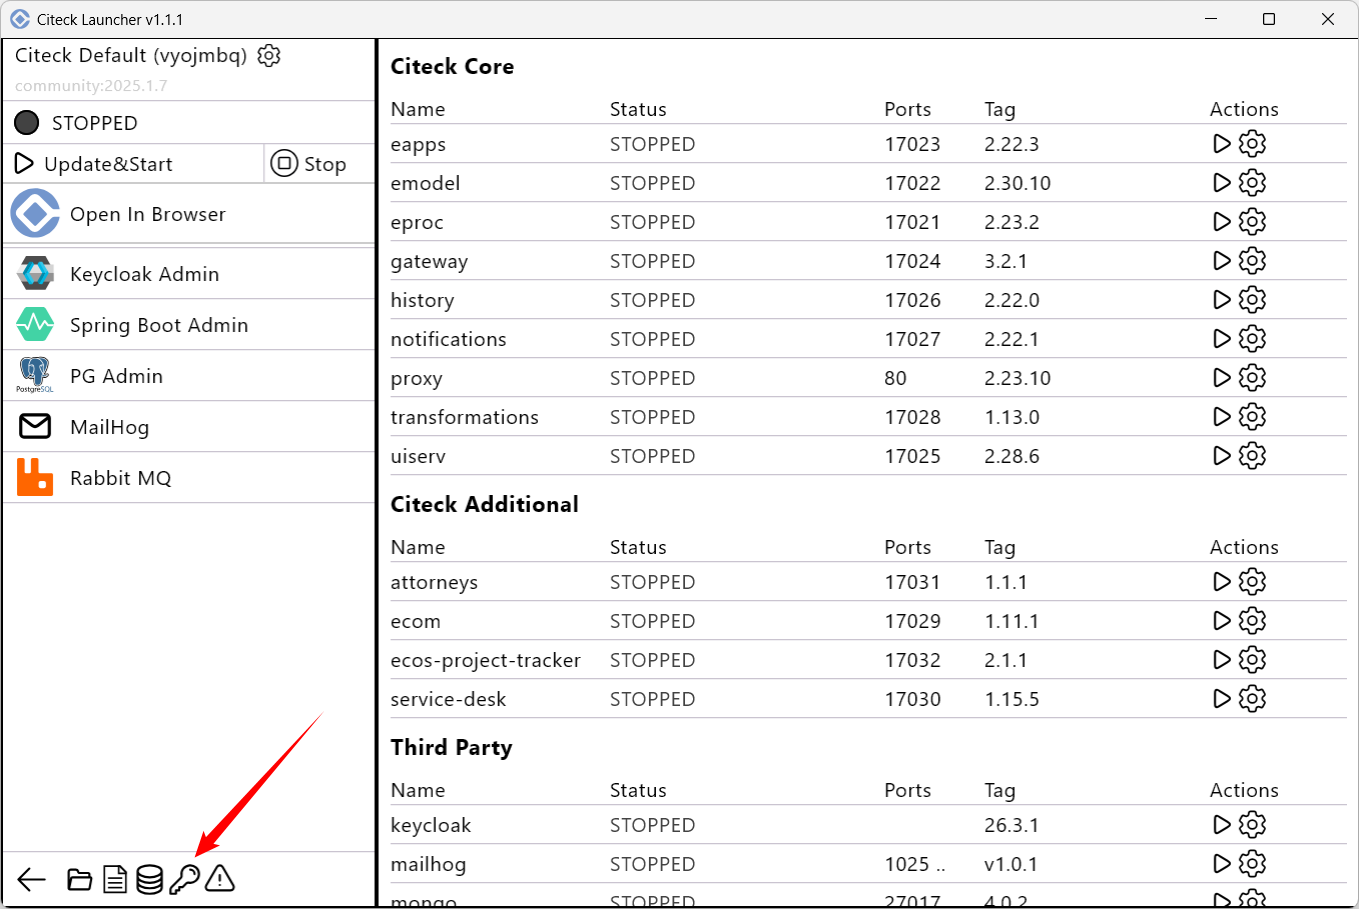 Citeck Launcher v1.1.1
Citeck Default (vyojmbq)
community:2025.1.7
STOPPED
Update&Start Stop
Open In Browser
Keycloak Admin
Spring Boot Admin
PostgreSQL PG Admin
MailHog
Rabbit MQ
Citeck Core
Name Status Ports Tag Actions
eapps STOPPED 17023 2.22.3
emodel STOPPED 17022 2.30.10
eproc STOPPED 17021 2.23.2
gateway STOPPED 17024 3.2.1
history STOPPED 17026 2.22.0
notifications STOPPED 17027 2.22.1
proxy STOPPED 80 2.23.10
transformations STOPPED 17028 1.13.0
uiserv STOPPED 17025 2.28.6
Citeck Additional
Name Status Ports Tag Actions
attorneys STOPPED 17031 1.1.1
ecom STOPPED 17029 1.11.1
ecos-project-tracker STOPPED 17032 2.1.1
service-desk STOPPED 17030 1.15.5
Third Party
Name Status Ports Tag Actions
keycloak STOPPED 26.3.1
mailhog STOPPED 1025 .. v1.0.1
mongo STOPPED 27017 4.0.2